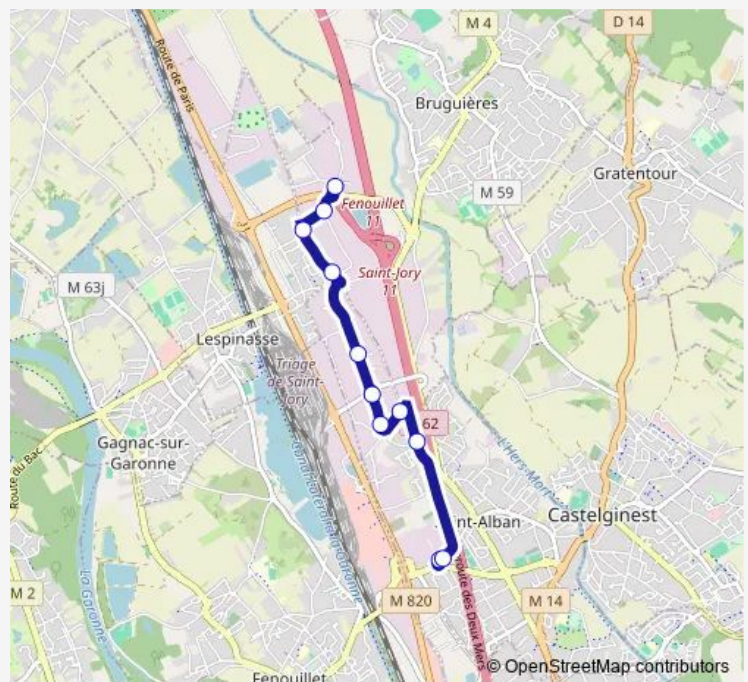 M 4
D 14
Route de Paris
Bruguières
Gratentour
M 59
Fenouillet
11
Saint-Jory
11
M 63j
Lespinasse
Triage
de Saint-
Jory
62
Gagnac-sur-
Garonne
Route du Bac
L'Hers-Mort
Castelginest
nt-Alban
La Garonne
M 2
M 820
M 14
Route des Deux Mers
Fenouillet
© OpenStreetMap contributors